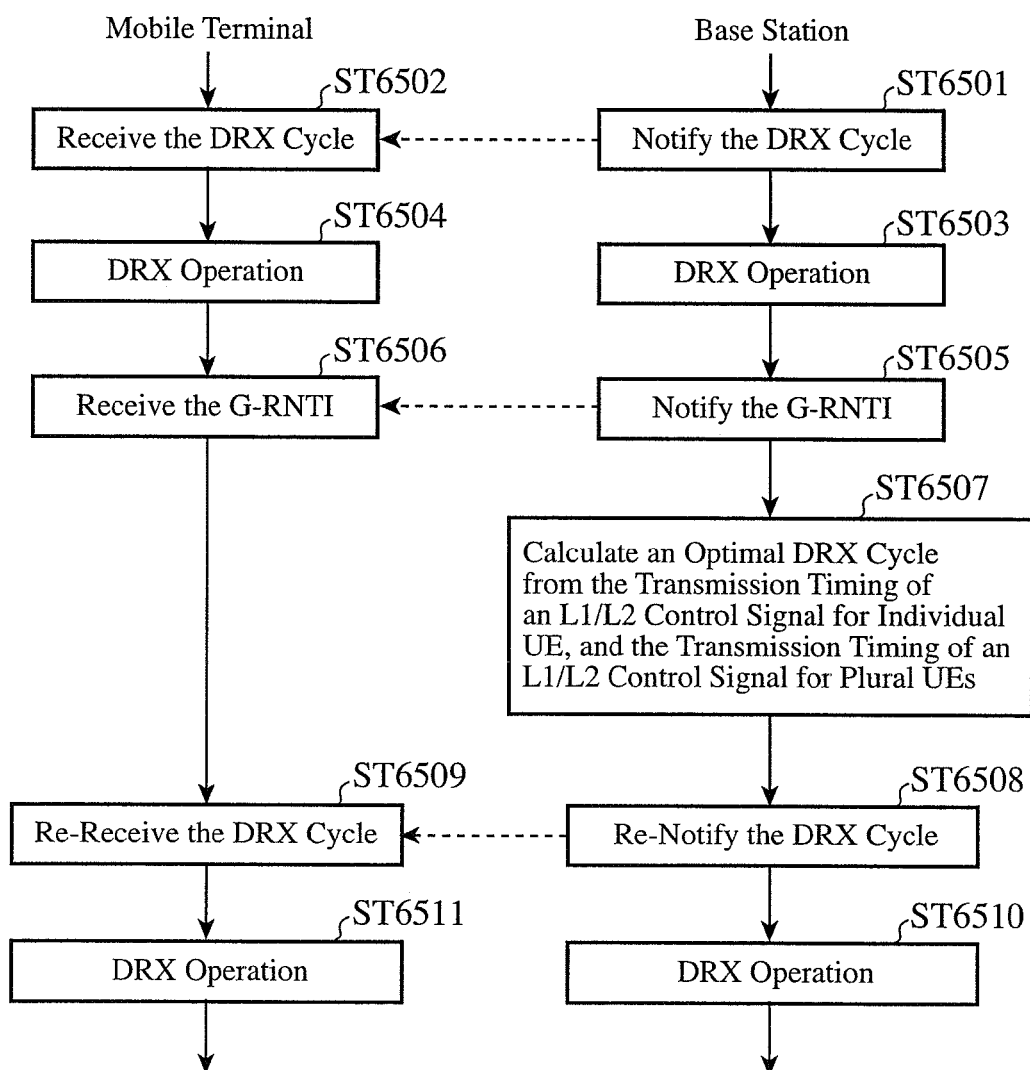 Mobile Terminal
Base Station
ST6502
ST6501
Receive the DRX Cycle
Notify the DRX Cycle
ST6504
ST6503
DRX Operation
DRX Operation
ST6506
ST6505
Receive the G-RNTI
Notify the G-RNTI
ST6507
Calculate an Optimal DRX Cycle
from the Transmission Timing of
an L1/L2 Control Signal for Individual
UE, and the Transmission Timing of an
L1/L2 Control Signal for Plural UEs
ST6509
ST6508
Re-Receive the DRX Cycle
Re-Notify the DRX Cycle
ST6511
ST6510
DRX Operation
DRX Operation